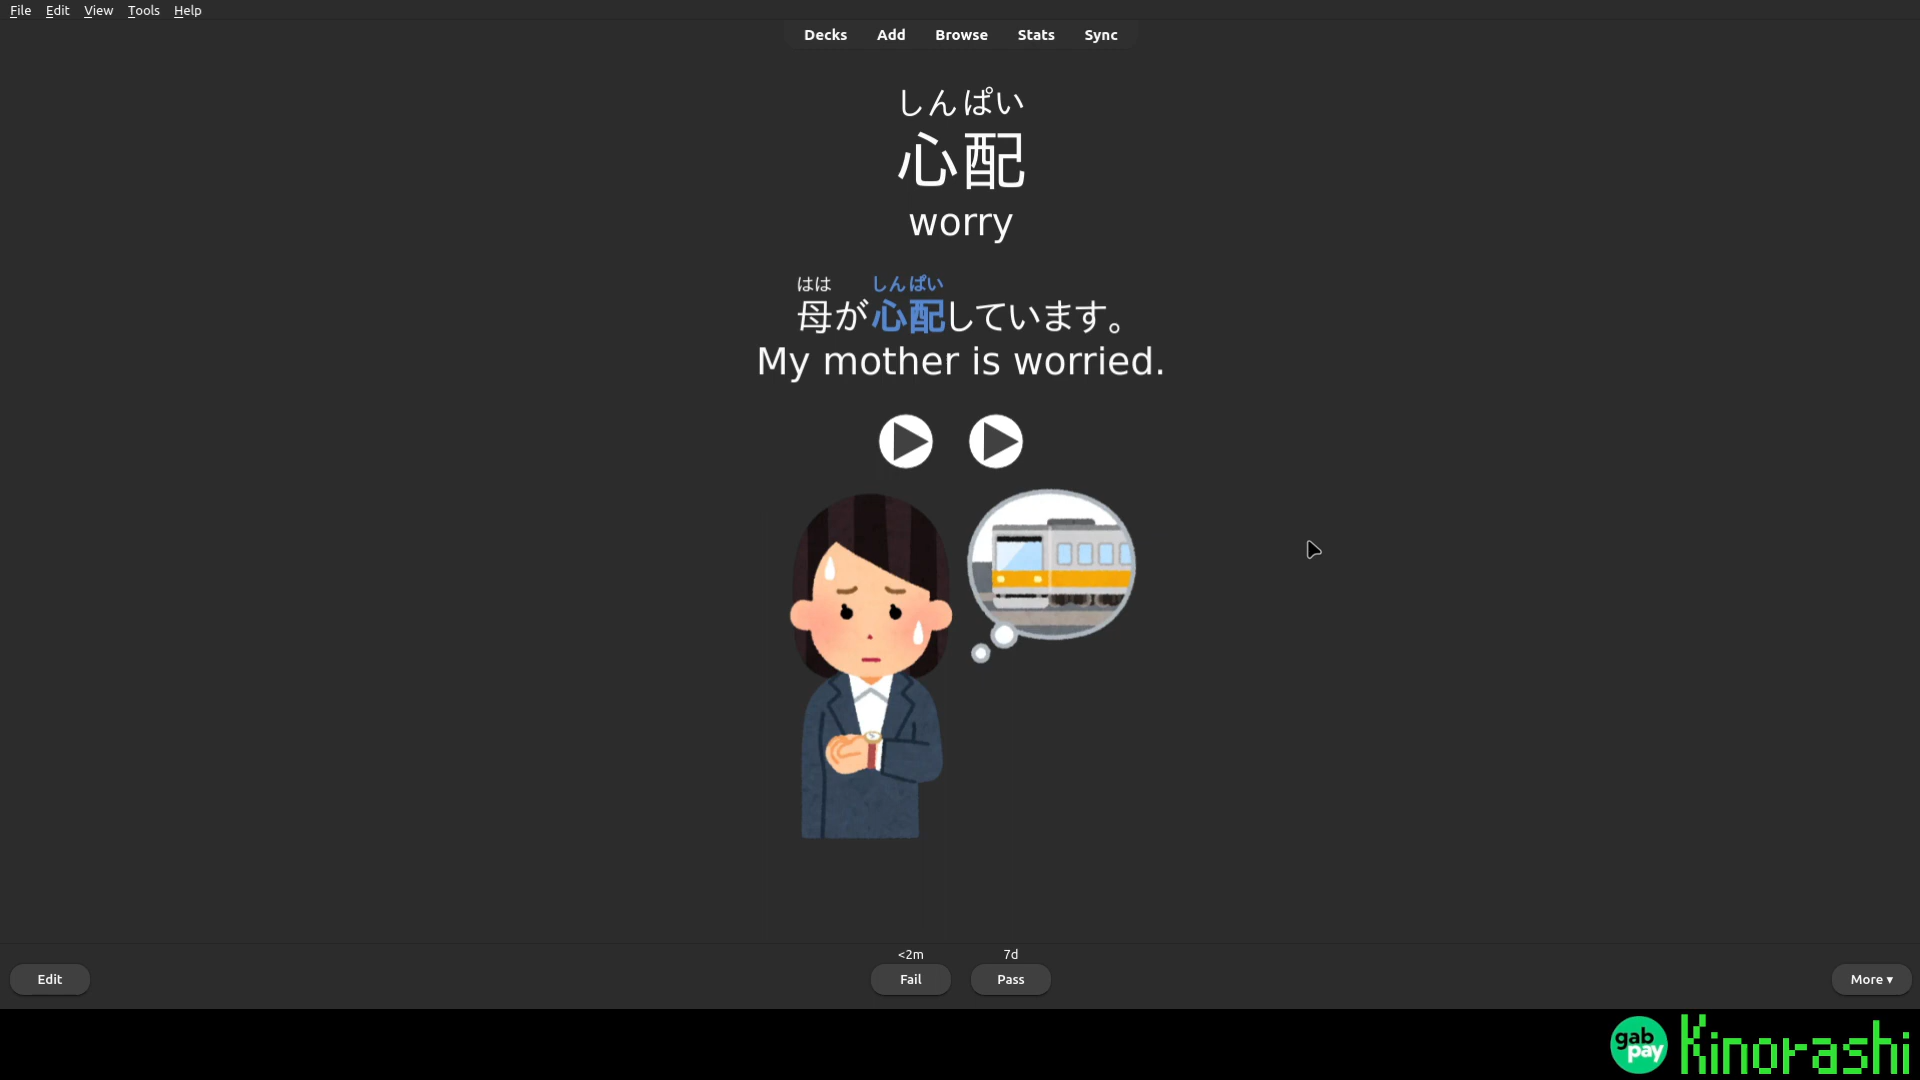 File Edit View Tools Help
Decks Add Browse Stats Sync
しんぱい
心配
worry
はは しんぱい
母が心配しています。
My mother is worried.
<2m 7d
Edit Fail Pass More ▾
gab pay Kinorashi